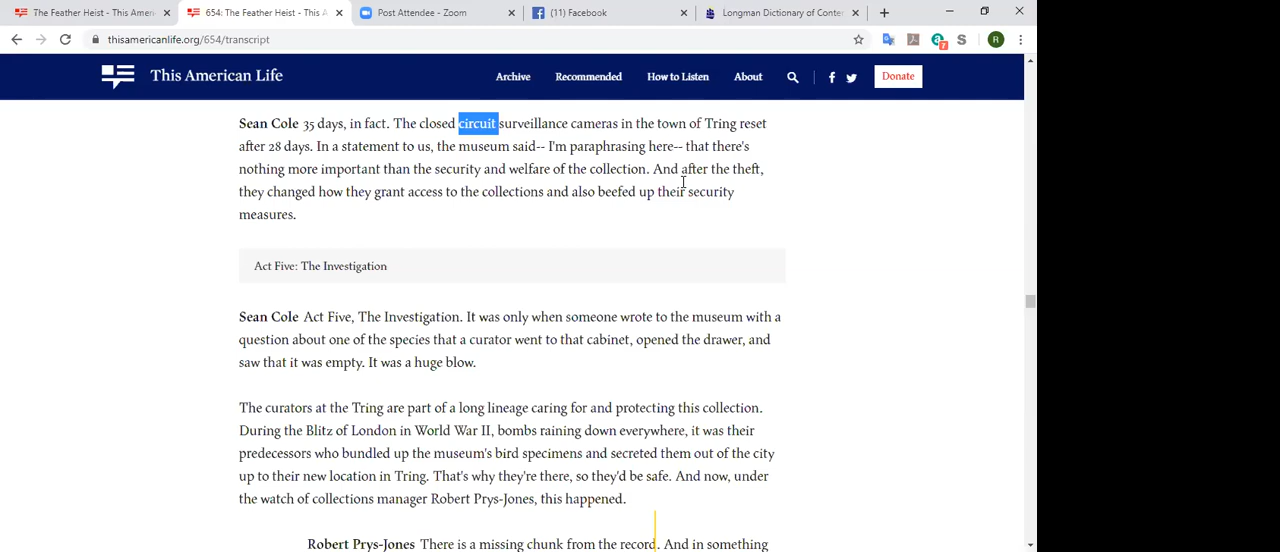 The Feather Heist - This Ameri
654: The Feather Heist - This A
Post Attendee - Zoom
(11) Facebook
Longman Dictionary of Conter
thisamericanlife.org/654/transcript
7
S
R
This American Life
Archive
Recommended
How to Listen
About
Donate
Sean Cole 35 days, in fact. The closed circuit surveillance cameras in the town of Tring reset
after 28 days. In a statement to us, the museum said-- I'm paraphrasing here-- that there's
nothing more important than the security and welfare of the collection. And after the theft,
they changed how they grant access to the collections and also beefed up their security
measures.
Act Five: The Investigation
Sean Cole Act Five, The Investigation. It was only when someone wrote to the museum with a
question about one of the species that a curator went to that cabinet, opened the drawer, and
saw that it was empty. It was a huge blow.
The curators at the Tring are part of a long lineage caring for and protecting this collection.
During the Blitz of London in World War II, bombs raining down everywhere, it was their
predecessors who bundled up the museum's bird specimens and secreted them out of the city
up to their new location in Tring. That's why they're there, so they'd be safe. And now, under
the watch of collections manager Robert Prys-Jones, this happened.
Robert Prys-Jones There is a missing chunk from the record. And in something